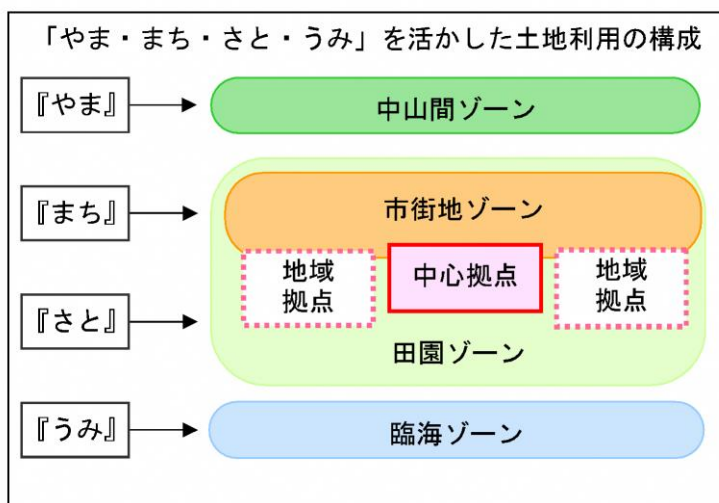 「やま・まち・さと・うみ」を活かした土地利用の構成
『やま』
中山間ゾーン
『まち』
市街地ゾーン
地域
拠点
中心拠点
地域
拠点
『さと』
田園ゾーン
『うみ』
臨海ゾーン